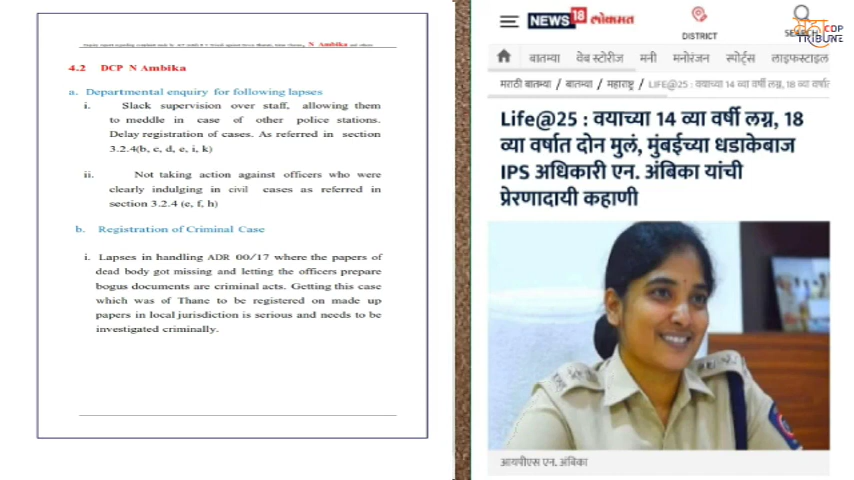 N Ambika and others
4.2 DCP N Ambika
a. Departmental enquiry for following lapses
i. Slack supervision over staff, allowing them
to meddle in case of other police stations.
Delay registration of cases. As referred in section
3.2.4(b, c, d, e, i, k)
ii. Not taking action against officers who were
clearly indulging in civil cases as referred in
section 3.2.4 (e, f, h)
b. Registration of Criminal Case
i. Lapses in handling ADR 00/17 where the papers of
dead body got missing and letting the officers prepare
bogus documents are criminal acts. Getting this case
which was of Thane to be registered on made up
papers in local jurisdiction is serious and needs to be
investigated criminally.
NEWS 18 लोकमत
DISTRICT
महा COP
TRIBUNE
बातम्या वेब स्टोरीज मनी मनोरंजन स्पोर्ट्स लाइफस्टाइल
मराठी बातम्या / बातम्या / महाराष्ट्र / LIFE@25 : वयाच्या 14 व्या वर्षी लग्न, 18 व्या वर्षात
Life@25 : वयाच्या 14 व्या वर्षी लग्न, 18
व्या वर्षात दोन मुलं, मुंबईच्या धडाकेबाज
IPS अधिकारी एन. अंबिका यांची
प्रेरणादायी कहाणी
आयपीएस एन. अंबिका